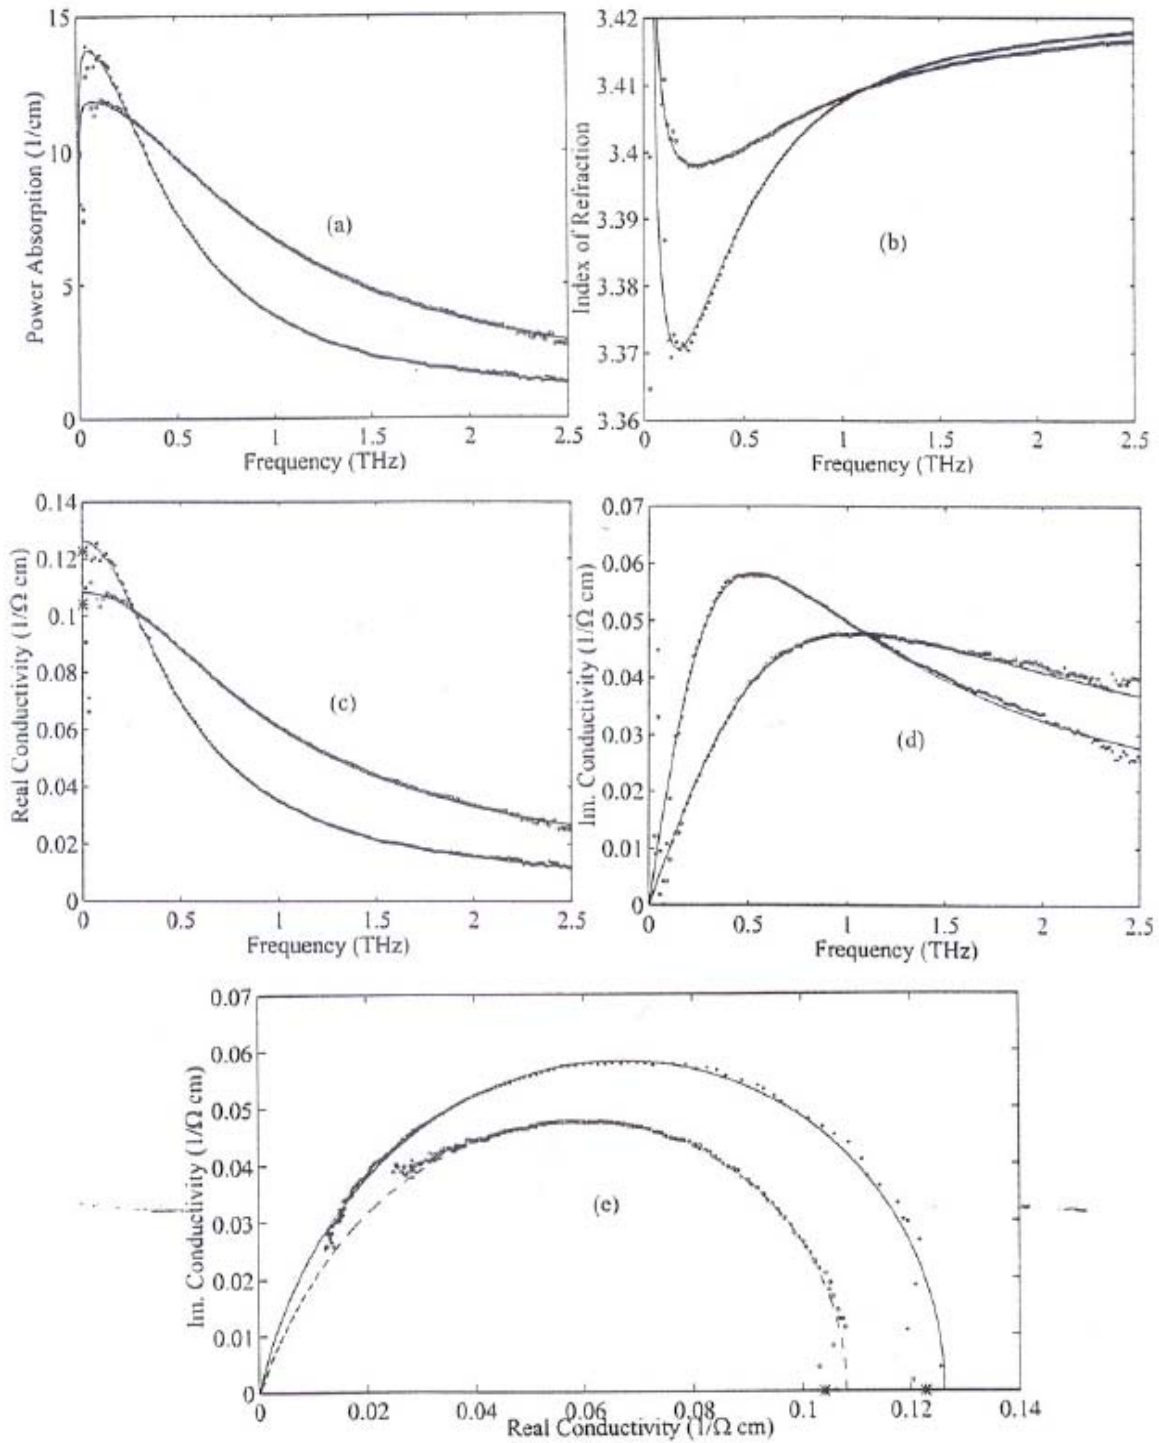 15
10
5
0
Power Absorption (1/cm)
(a)
0 0.5 1 1.5 2 2.5
Frequency (THz)
3.42
3.41
3.4
3.39
3.38
3.37
3.36
Index of Refraction
(b)
0 0.5 1 1.5 2 2.5
Frequency (THz)
0.14
0.12
0.1
0.08
0.06
0.04
0.02
0
Real Conductivity (1/Ω cm)
(c)
0 0.5 1 1.5 2 2.5
Frequency (THz)
0.07
0.06
0.05
0.04
0.03
0.02
0.01
0
Im. Conductivity (1/Ω cm)
(d)
0 0.5 1 1.5 2 2.5
Frequency (THz)
0.07
0.06
0.05
0.04
0.03
0.02
0.01
0
Im. Conductivity (1/Ω cm)
(e)
0 0.02 0.04 0.06 0.08 0.1 0.12 0.14
Real Conductivity (1/Ω cm)